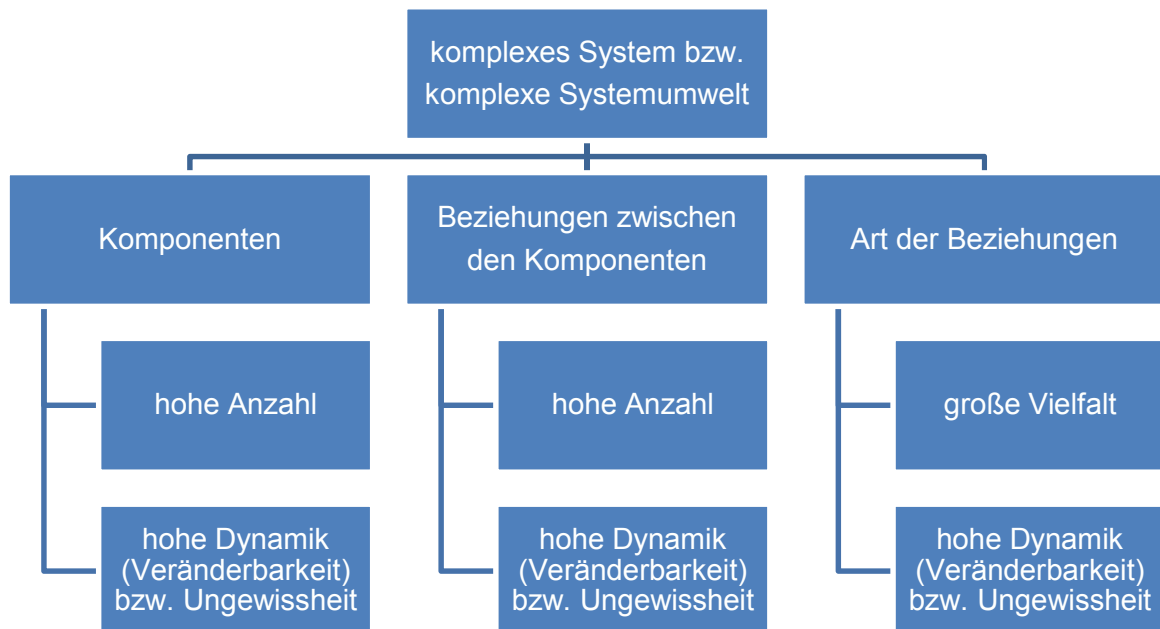 komplexes System bzw.
komplexe Systemumwelt
Komponenten
Beziehungen zwischen
den Komponenten
Art der Beziehungen
hohe Anzahl
hohe Anzahl
große Vielfalt
hohe Dynamik
(Veränderbarkeit)
bzw. Ungewissheit
hohe Dynamik
(Veränderbarkeit)
bzw. Ungewissheit
hohe Dynamik
(Veränderbarkeit)
bzw. Ungewissheit